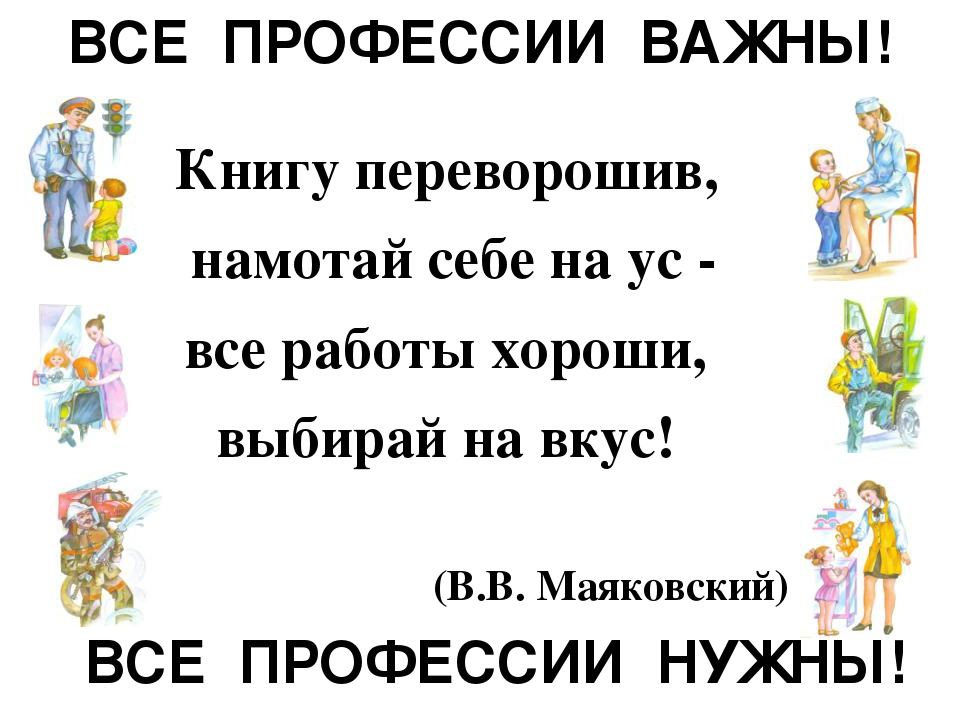 ВСЕ ПРОФЕССИИ ВАЖНЫ!
Книгу переворошив,
намотай себе на ус -
все работы хороши,
выбирай на вкус!
(В.В. Маяковский)
ВСЕ ПРОФЕССИИ НУЖНЫ!